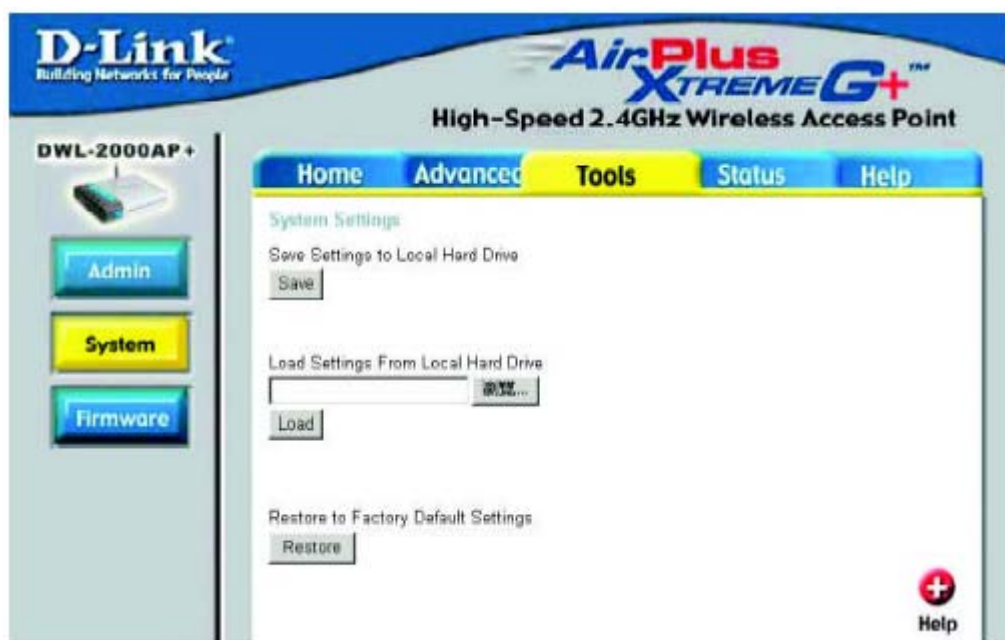 D-Link
Building Networks for People
AirPlus
XTREME G+™
High-Speed 2.4GHz Wireless Access Point
DWL-2000AP+
Home Advanced Tools Status Help
Admin
System
Firmware
System Settings
Save Settings to Local Hard Drive
Save
Load Settings From Local Hard Drive
Load
Restore to Factory Default Settings
Restore
Help